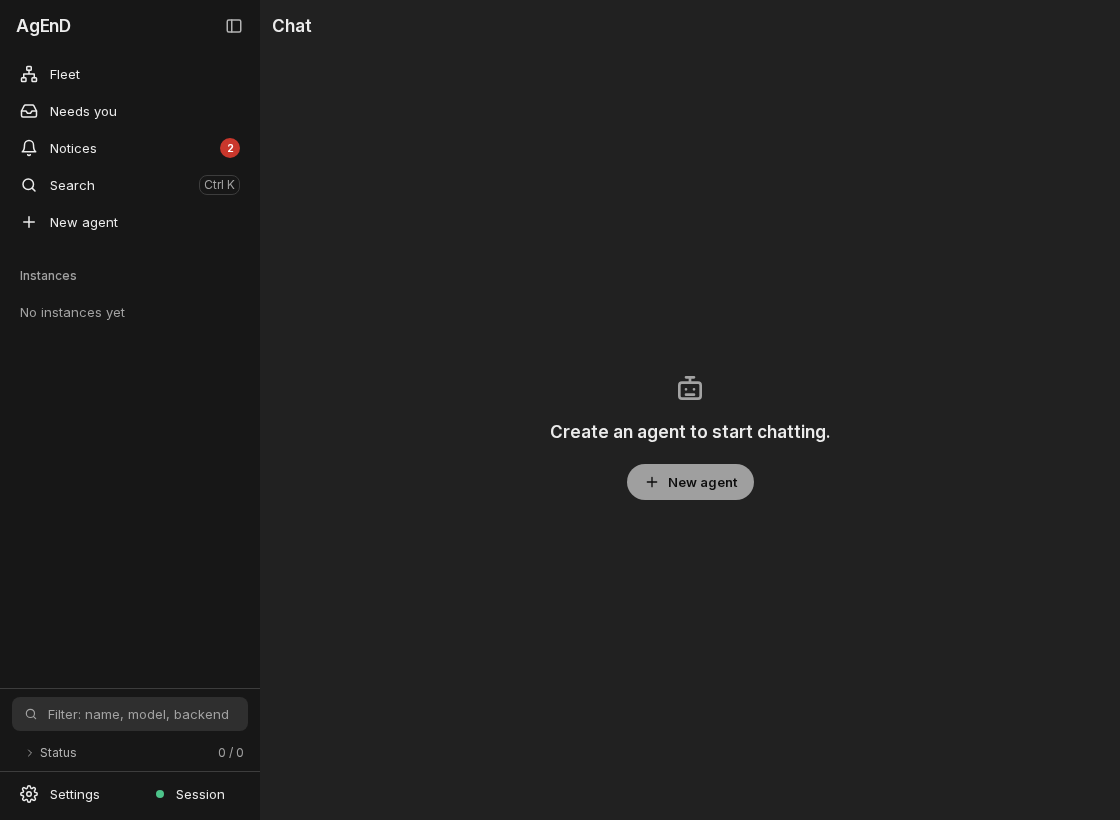 AgEnD
Chat
Fleet
Needs you
Notices 2
Search Ctrl K
New agent
Instances
No instances yet
Create an agent to start chatting.
New agent
Filter: name, model, backend
Status 0 / 0
Settings Session